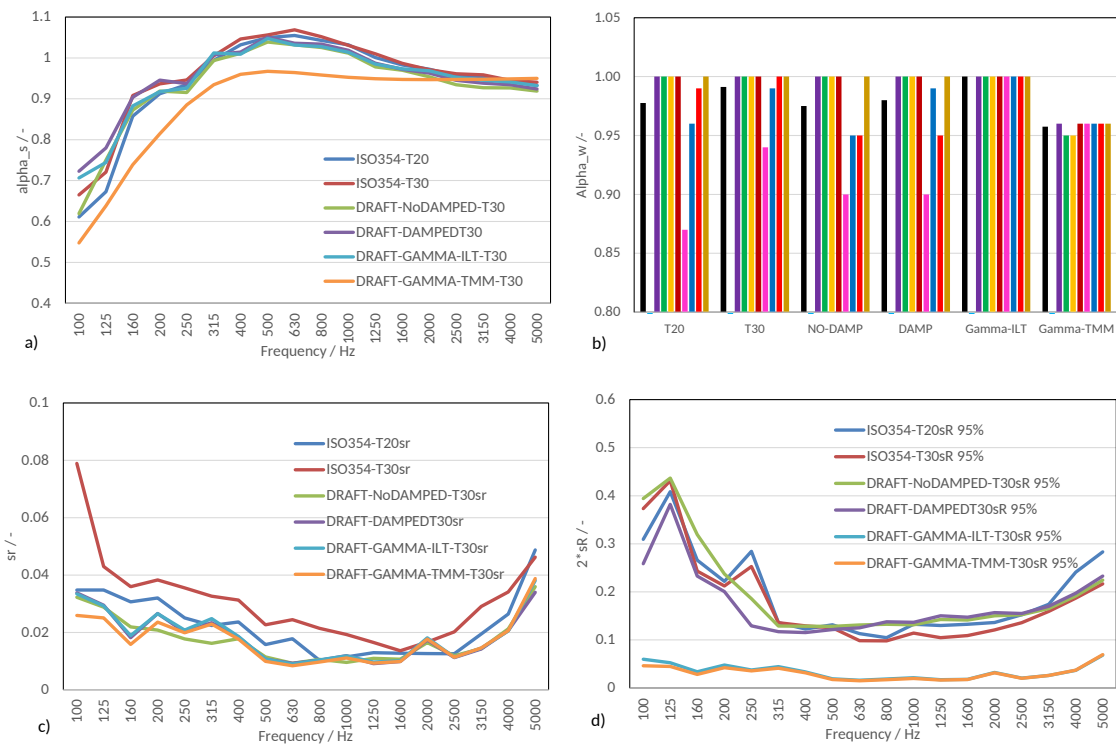 1.1
1
0.9
0.8
0.7
0.6
0.5
0.4
alpha_s / -
ISO354-T20
ISO354-T30
DRAFT-NoDAMPED-T30
DRAFT-DAMPEDT30
DRAFT-GAMMA-ILT-T30
DRAFT-GAMMA-TMM-T30
100 125 160 200 250 315 400 500 630 800 1000 1250 1600 2000 2500 3150 4000 5000
a)
Frequency / Hz
1.05
1.00
0.95
0.90
0.85
0.80
Alpha_w /-
T20 T30 NO-DAMP DAMP Gamma-ILT Gamma-TMM
b)
0.1
0.08
0.06
0.04
0.02
0
sr / -
ISO354-T20sr
ISO354-T30sr
DRAFT-NoDAMPED-T30sr
DRAFT-DAMPEDT30sr
DRAFT-GAMMA-ILT-T30sr
DRAFT-GAMMA-TMM-T30sr
100 125 160 200 250 315 400 500 630 800 1000 1250 1600 2000 2500 3150 4000 5000
c)
Frequency / Hz
0.6
0.5
0.4
0.3
0.2
0.1
0
2*sR / -
ISO354-T20sR 95%
ISO354-T30sR 95%
DRAFT-NoDAMPED-T30sR 95%
DRAFT-DAMPEDT30sR 95%
DRAFT-GAMMA-ILT-T30sR 95%
DRAFT-GAMMA-TMM-T30sR 95%
100 125 160 200 250 315 400 500 630 800 1000 1250 1600 2000 2500 3150 4000 5000
d)
Frequency / Hz